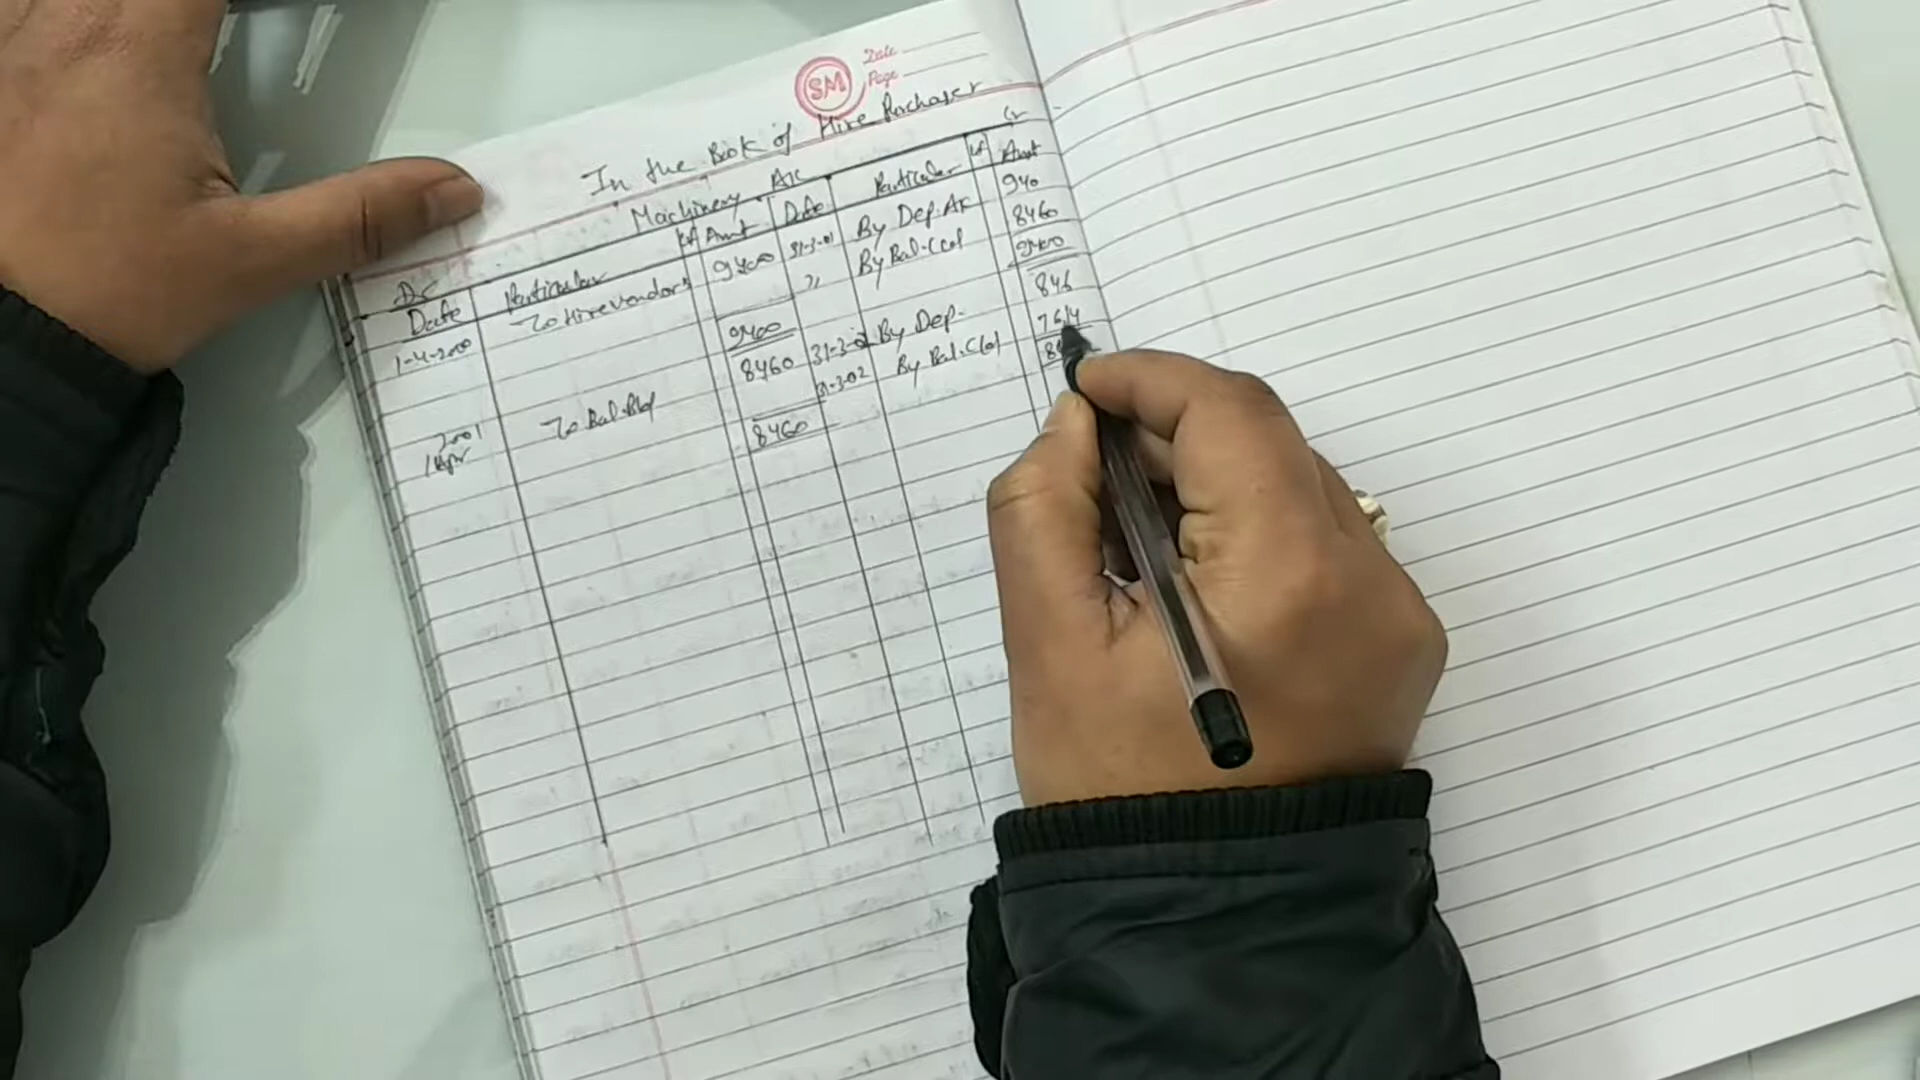 SM
Date
Page
In the Book of Hire Purchaser
Machinery A/c
Dr Cr
Date Particular LF Amt Date Particular LF Amt
1-4-2000 To Hire vendor's 9400 31-3-01 By Dep. A/c 940
" By Bal. C/d 8460
9400 9400
2001 1 Apr To Bal. B/d 8460 31-3-02 By Dep. 846
31-3-02 By Bal. C/d 7614
8460